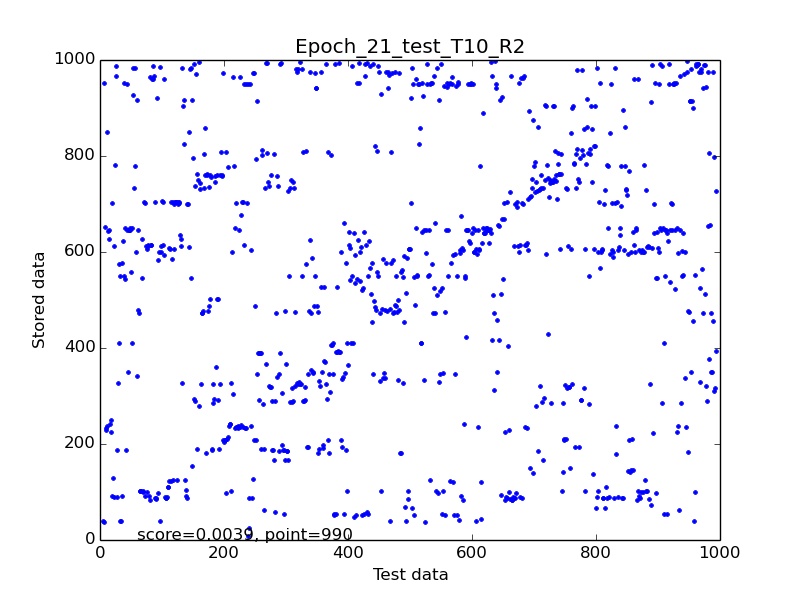 Epoch_21_test_T10_R2
1000
800
600
400
200
0
Stored data
score=0.0039, point=990
0 200 400 600 800 1000
Test data